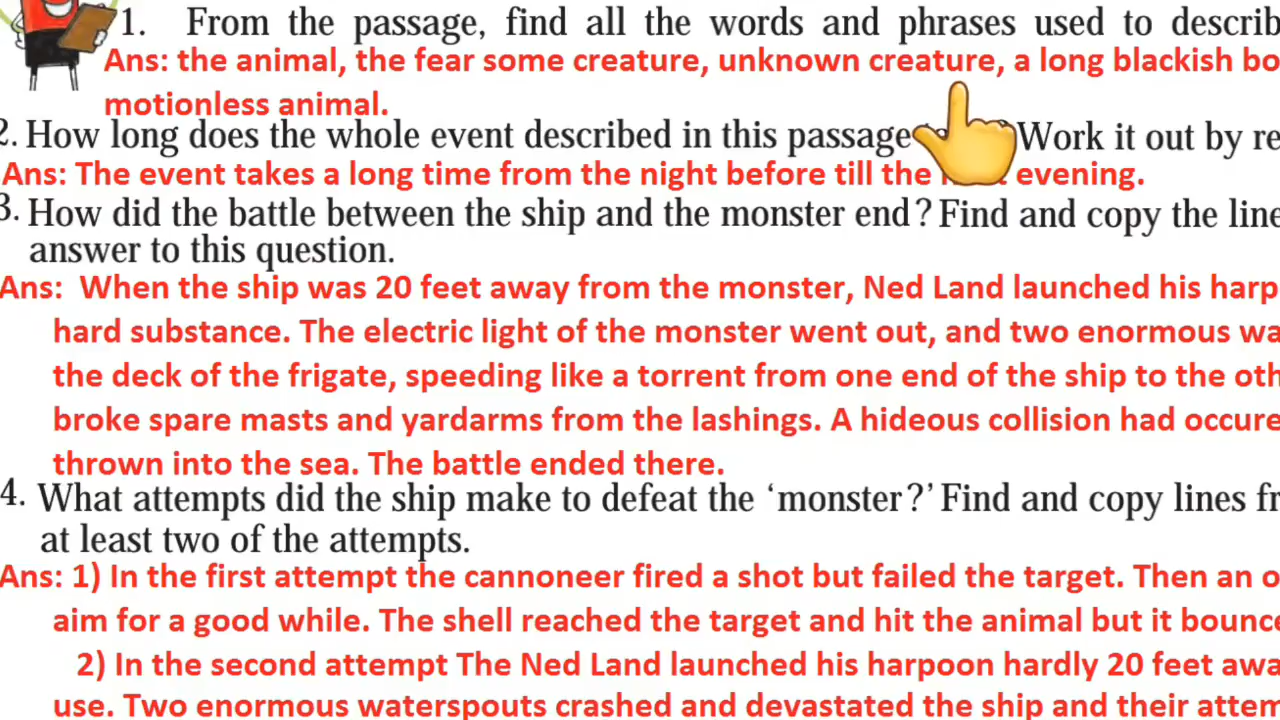 1. From the passage, find all the words and phrases used to describ
Ans: the animal, the fear some creature, unknown creature, a long blackish bo
motionless animal.
2. How long does the whole event described in this passage Work it out by re
Ans: The event takes a long time from the night before till the evening.
3. How did the battle between the ship and the monster end? Find and copy the line
answer to this question.
Ans: When the ship was 20 feet away from the monster, Ned Land launched his harp
hard substance. The electric light of the monster went out, and two enormous wa
the deck of the frigate, speeding like a torrent from one end of the ship to the oth
broke spare masts and yardarms from the lashings. A hideous collision had occure
thrown into the sea. The battle ended there.
4. What attempts did the ship make to defeat the ‘monster?’ Find and copy lines fr
at least two of the attempts.
Ans: 1) In the first attempt the cannoneer fired a shot but failed the target. Then an o
aim for a good while. The shell reached the target and hit the animal but it bounce
2) In the second attempt The Ned Land launched his harpoon hardly 20 feet awa
use. Two enormous waterspouts crashed and devastated the ship and their attem